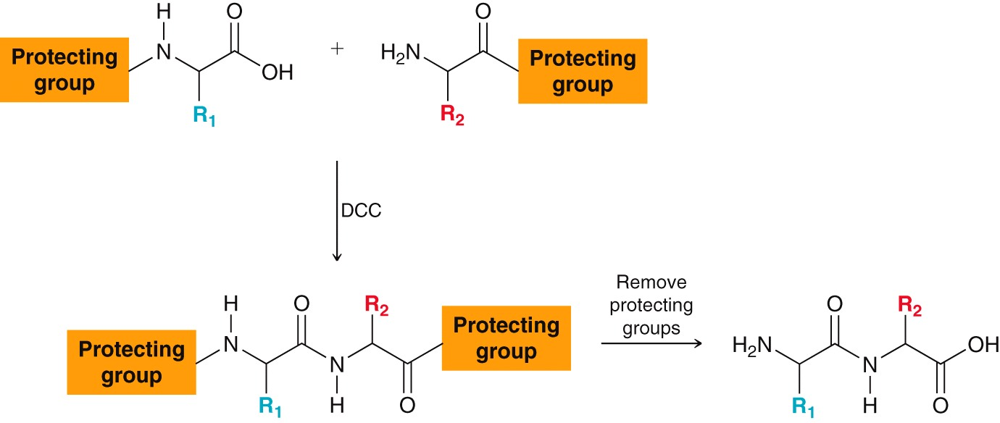 H
O
O
Protecting
group
N
OH
R1
+
H2N
R2
Protecting
group
DCC
Remove
protecting
groups
H
O
R2
Protecting
group
N
Protecting
group
N
H
R1
O
O
R2
H2N
OH
N
R1
H
O